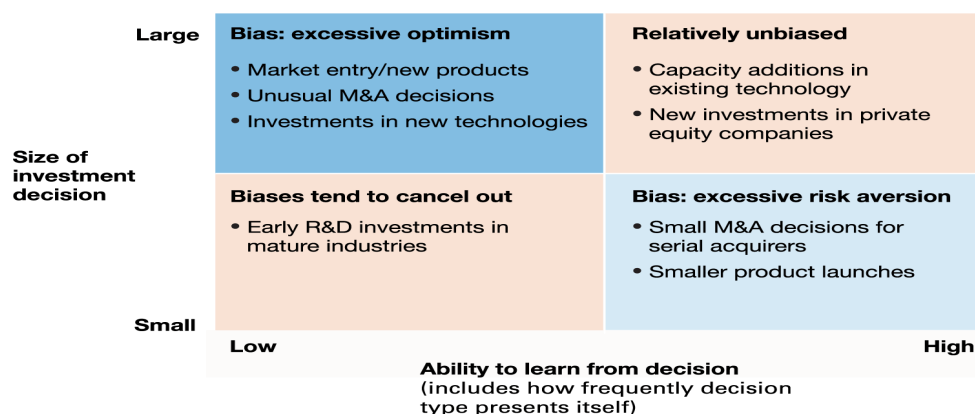 Large
Size of
investment
decision
Small
Bias: excessive optimism
• Market entry/new products
• Unusual M&A decisions
• Investments in new technologies
Relatively unbiased
• Capacity additions in
existing technology
• New investments in private
equity companies
Biases tend to cancel out
• Early R&D investments in
mature industries
Bias: excessive risk aversion
• Small M&A decisions for
serial acquirers
• Smaller product launches
Low
High
Ability to learn from decision
(includes how frequently decision
type presents itself)